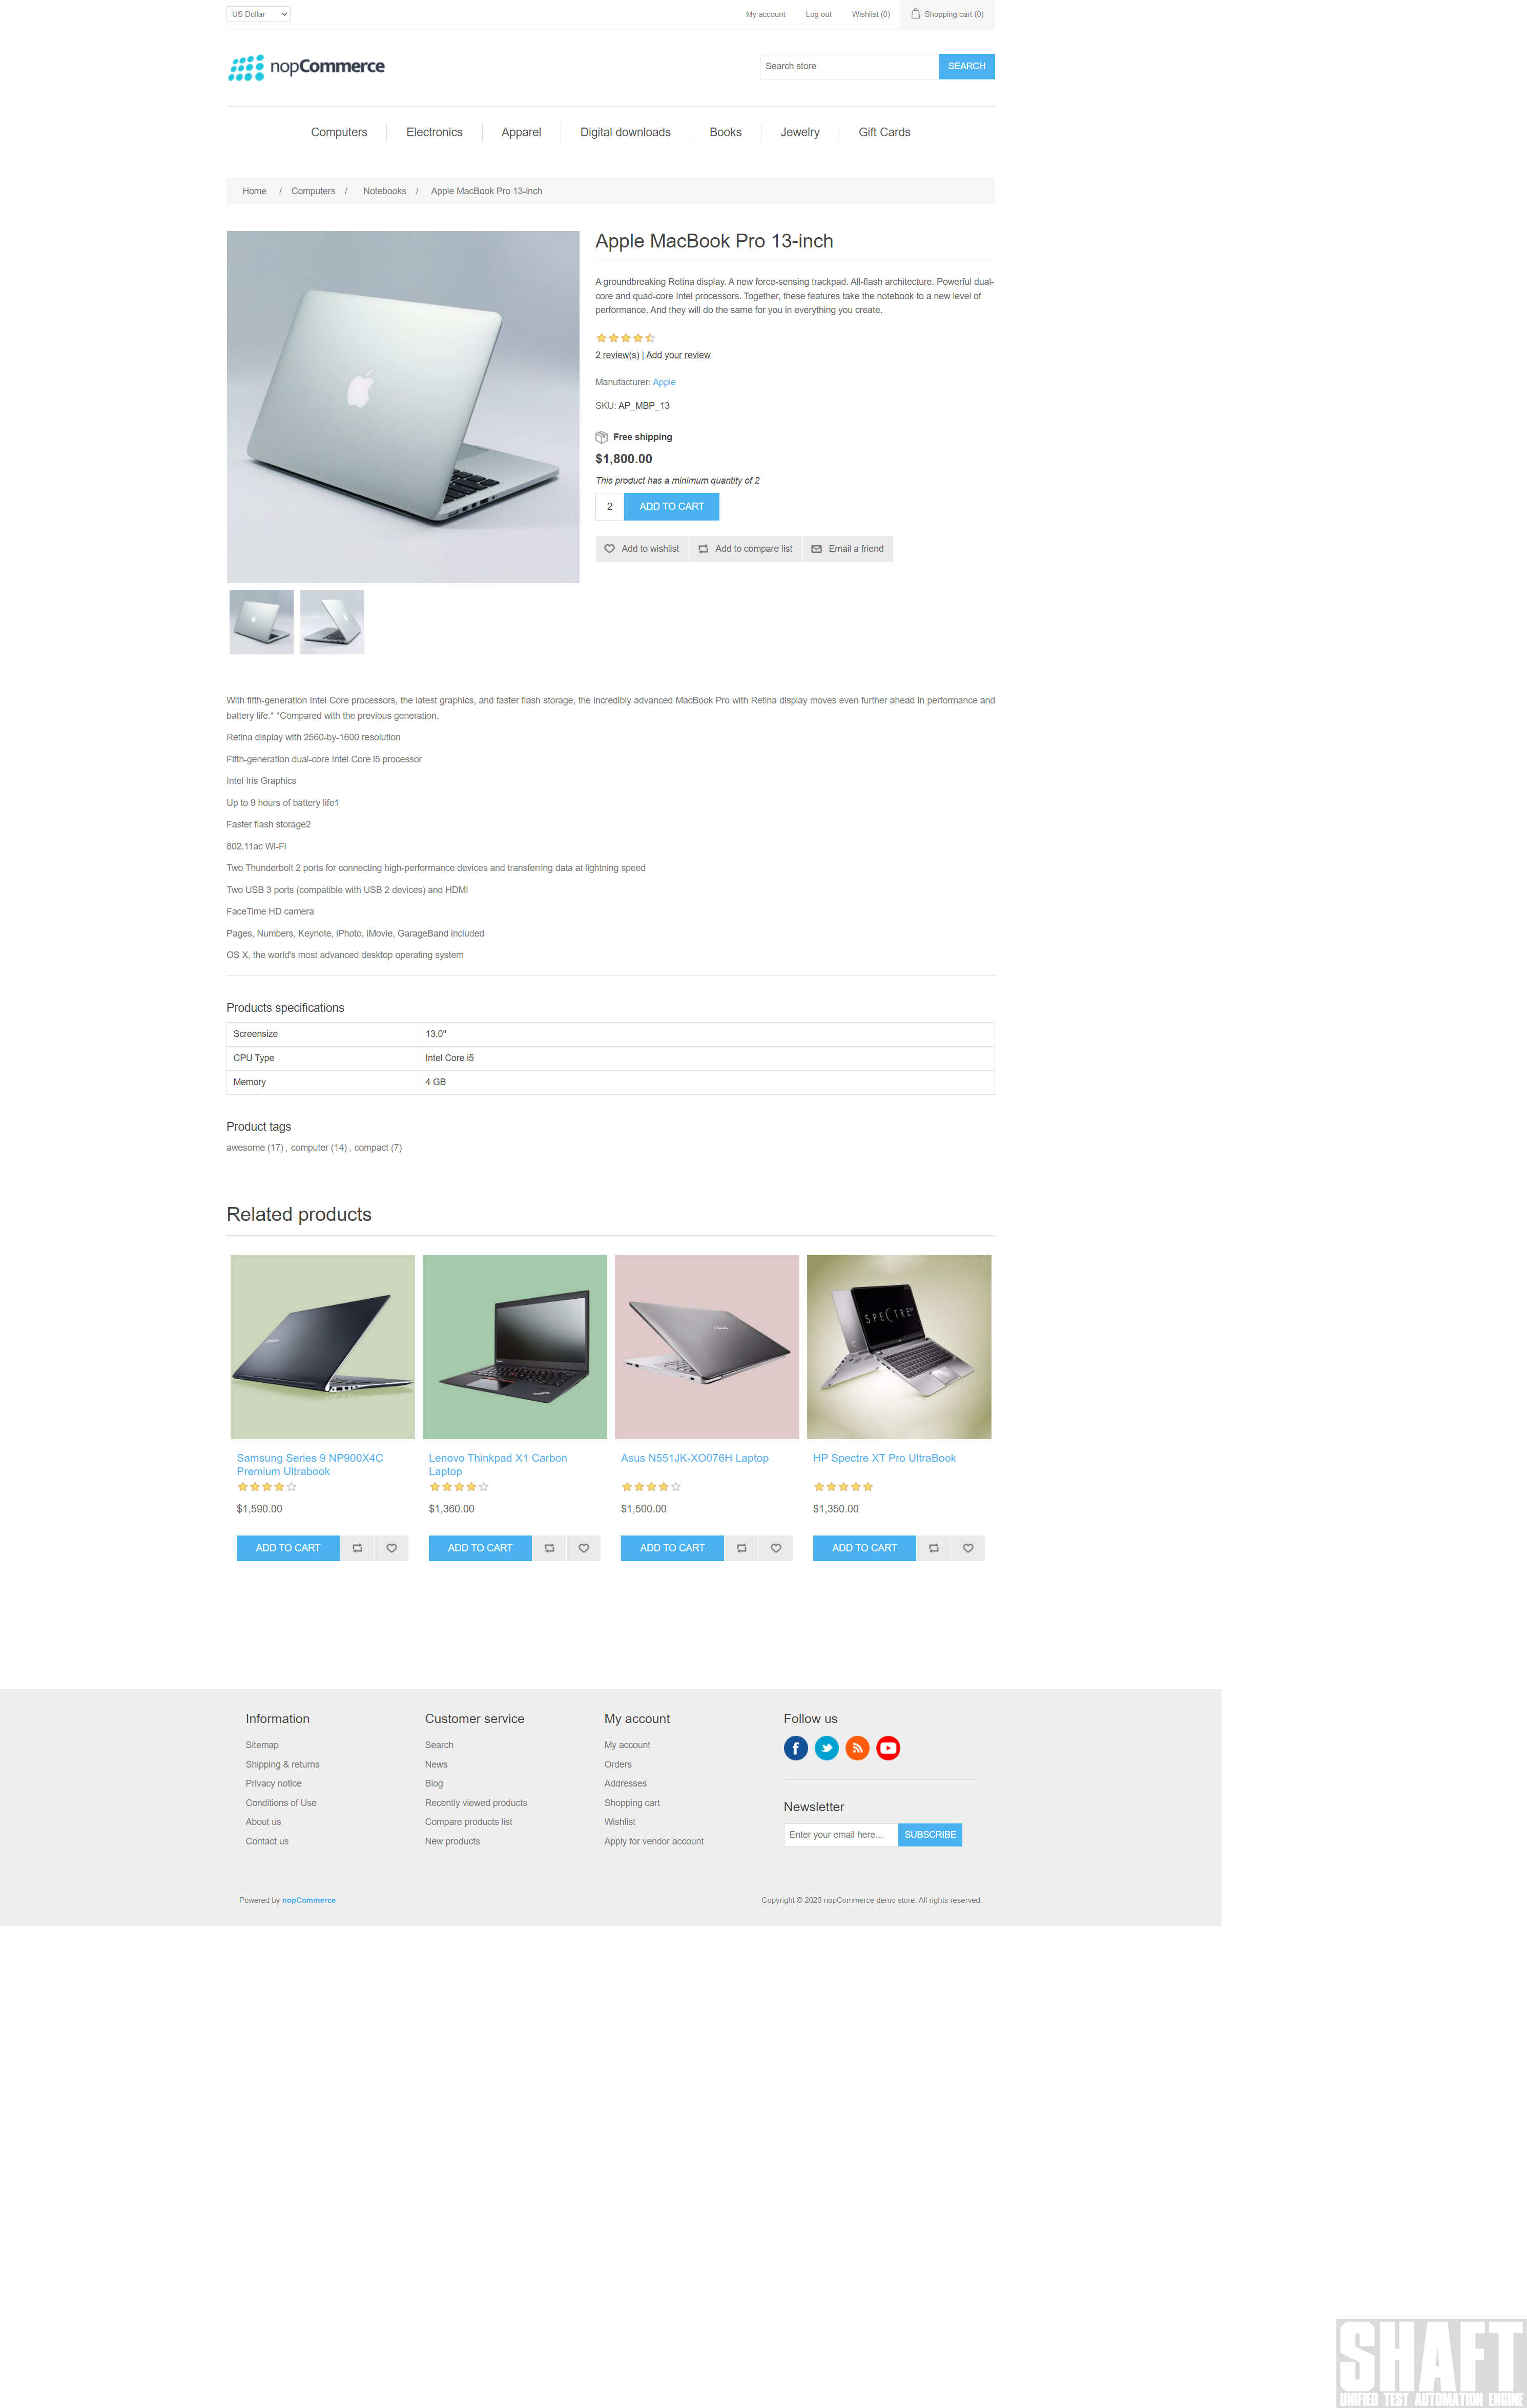 US Dollar
My account
Log out
Wishlist (0)
Shopping cart (0)
nopCommerce
Search store
SEARCH
Computers
Electronics
Apparel
Digital downloads
Books
Jewelry
Gift Cards
Home / Computers / Notebooks / Apple MacBook Pro 13-inch
Apple MacBook Pro 13-inch
A groundbreaking Retina display. A new force-sensing trackpad. All-flash architecture. Powerful dual-
core and quad-core Intel processors. Together, these features take the notebook to a new level of
performance. And they will do the same for you in everything you create.
2 review(s) | Add your review
Manufacturer: Apple
SKU: AP_MBP_13
Free shipping
$1,800.00
This product has a minimum quantity of 2
2
ADD TO CART
Add to wishlist
Add to compare list
Email a friend
With fifth-generation Intel Core processors, the latest graphics, and faster flash storage, the incredibly advanced MacBook Pro with Retina display moves even further ahead in performance and
battery life.* *Compared with the previous generation.
Retina display with 2560-by-1600 resolution
Fifth-generation dual-core Intel Core i5 processor
Intel Iris Graphics
Up to 9 hours of battery life1
Faster flash storage2
802.11ac Wi-Fi
Two Thunderbolt 2 ports for connecting high-performance devices and transferring data at lightning speed
Two USB 3 ports (compatible with USB 2 devices) and HDMI
FaceTime HD camera
Pages, Numbers, Keynote, iPhoto, iMovie, GarageBand included
OS X, the world's most advanced desktop operating system
Products specifications
Screensize 13.0''
CPU Type Intel Core i5
Memory 4 GB
Product tags
awesome (17) , computer (14) , compact (7)
Related products
SPECTRE
Samsung Series 9 NP900X4C
Premium Ultrabook
$1,590.00
ADD TO CART
Lenovo Thinkpad X1 Carbon
Laptop
$1,360.00
ADD TO CART
Asus N551JK-XO076H Laptop
$1,500.00
ADD TO CART
HP Spectre XT Pro UltraBook
$1,350.00
ADD TO CART
Information
Sitemap
Shipping & returns
Privacy notice
Conditions of Use
About us
Contact us
Customer service
Search
News
Blog
Recently viewed products
Compare products list
New products
My account
My account
Orders
Addresses
Shopping cart
Wishlist
Apply for vendor account
Follow us
Newsletter
Enter your email here...
SUBSCRIBE
Powered by nopCommerce
Copyright © 2023 nopCommerce demo store. All rights reserved.
SHAFT
UNIFIED TEST AUTOMATION ENGINE